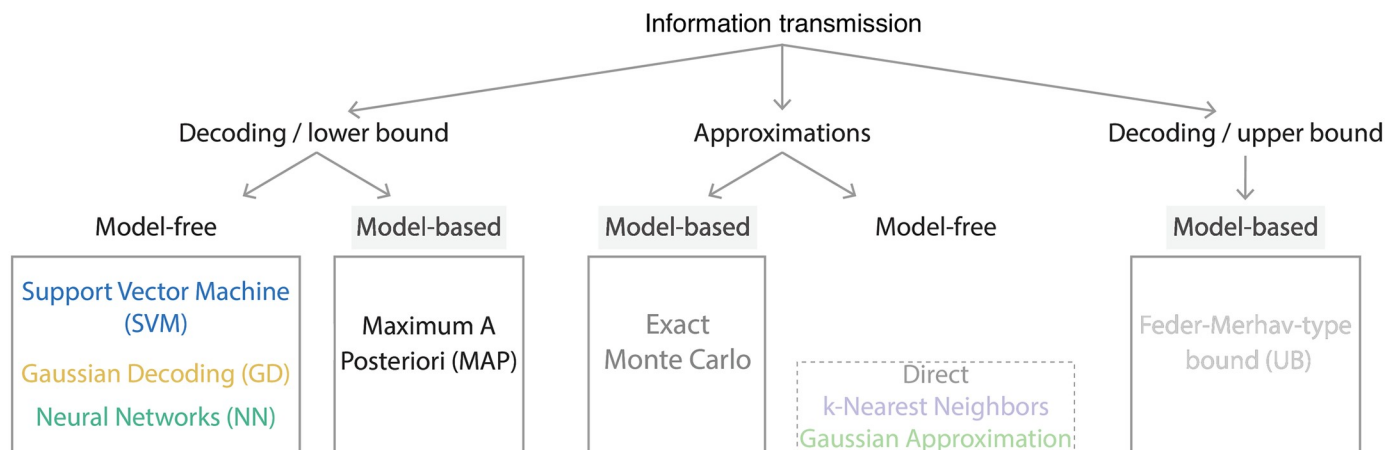 Information transmission
Decoding / lower bound
Approximations
Decoding / upper bound
Model-free
Model-based
Model-based
Model-free
Model-based
Support Vector Machine
(SVM)
Gaussian Decoding (GD)
Neural Networks (NN)
Maximum A
Posteriori (MAP)
Exact
Monte Carlo
Direct
k-Nearest Neighbors
Gaussian Approximation
Feder-Merhav-type
bound (UB)